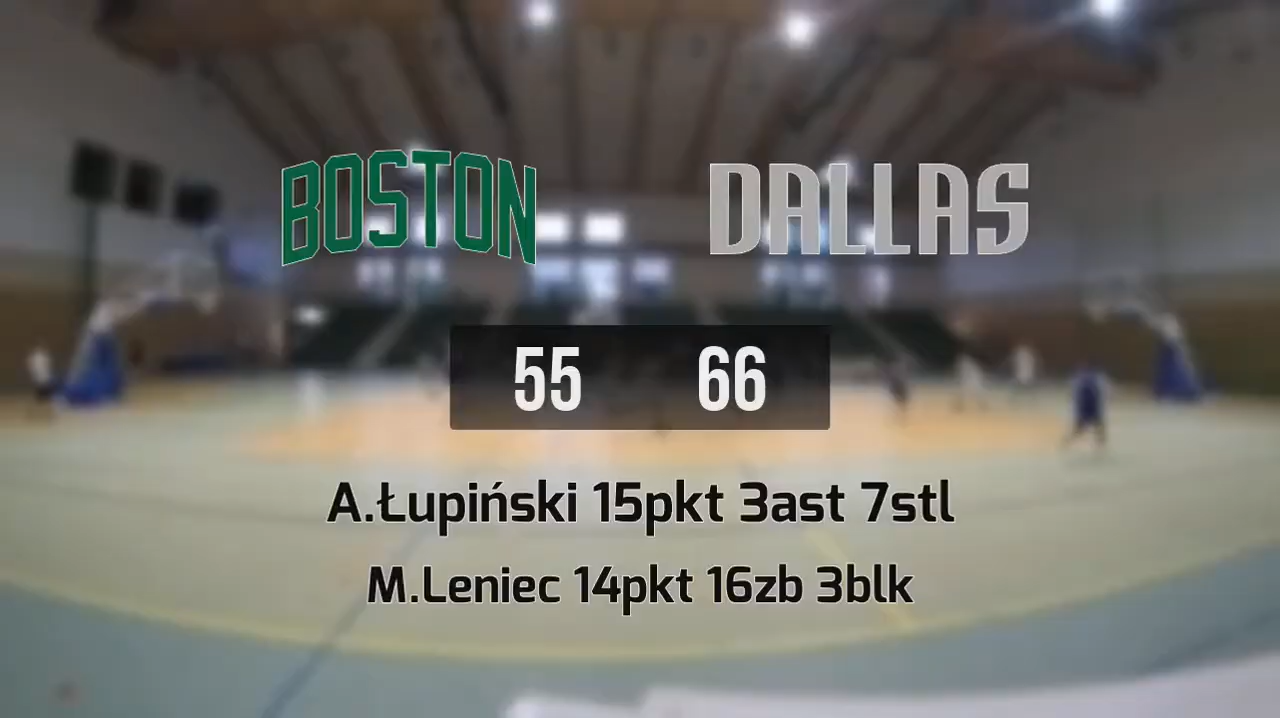 BOSTON DALLAS
55 66
A.Łupiński 15pkt 3ast 7stl
M.Leniec 14pkt 16zb 3blk